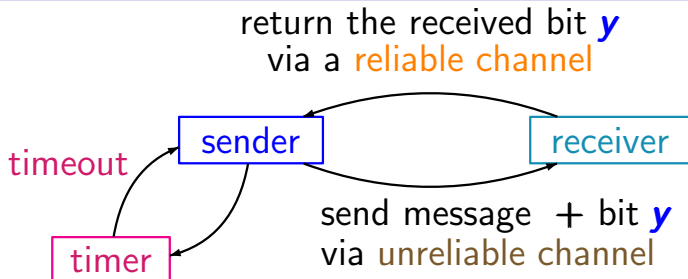 return the received bit y
via a reliable channel
sender
receiver
timeout
send message + bit y
via unreliable channel
timer